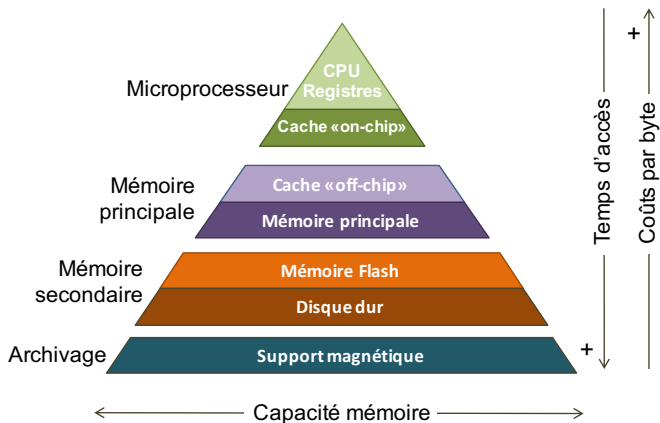 CPU
Registres
Microprocesseur
Cache «on-chip»
Mémoire
principale
Cache «off-chip»
Mémoire principale
Mémoire
secondaire
Mémoire Flash
Disque dur
Archivage
Support magnétique
Capacité mémoire
Temps d'accès
+
Coûts par byte
+